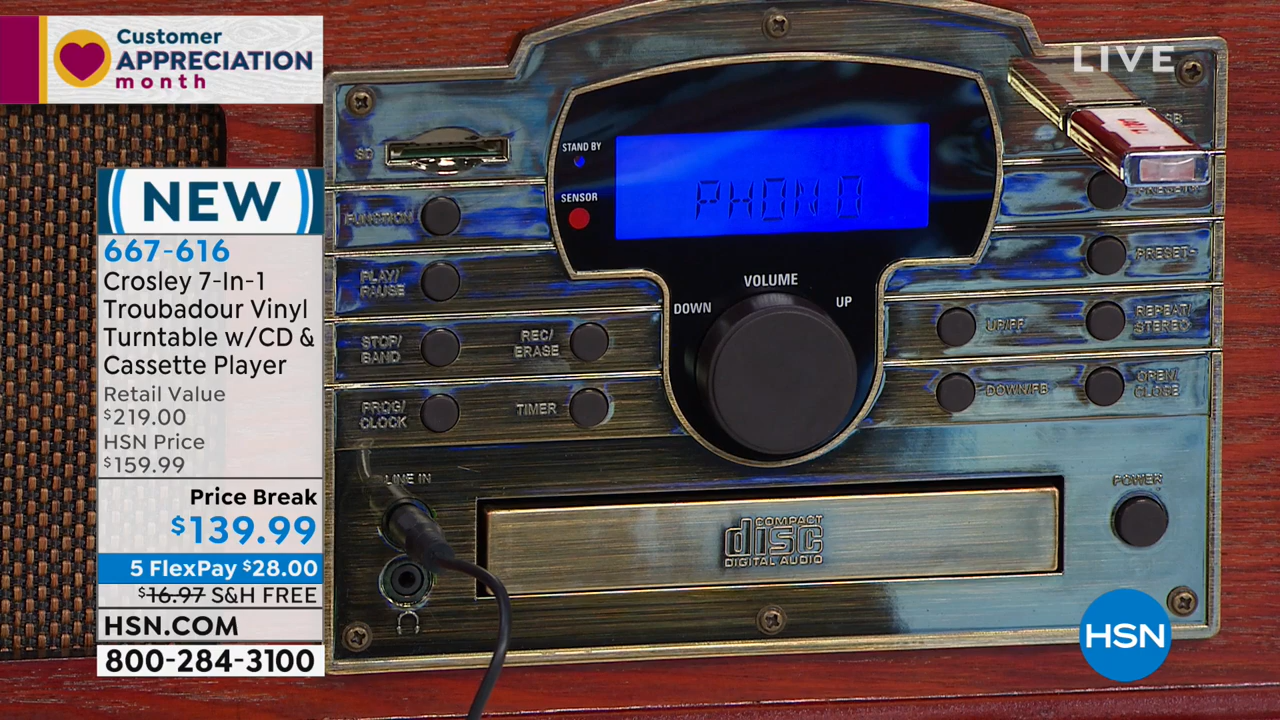 Customer
APPRECIATION
month
LIVE
NEW
667-616
Crosley 7-In-1
Troubadour Vinyl
Turntable w/CD &
Cassette Player
Retail Value
$219.00
HSN Price
$159.99
Price Break
$139.99
5 FlexPay $28.00
$16.97 S&H FREE
HSN.COM
800-284-3100
SD
STAND BY
SENSOR
PHONO
FUNCTION
PLAY/
PAUSE
STOP/
BAND
REC/
ERASE
PROG/
CLOCK
TIMER
VOLUME
DOWN
UP
PRESET-
UP/FF
REPEAT/
STEREO
DOWN/FB
OPEN/
CLOSE
LINE IN
POWER
COMPACT
disc
DIGITAL AUDIO
HSN